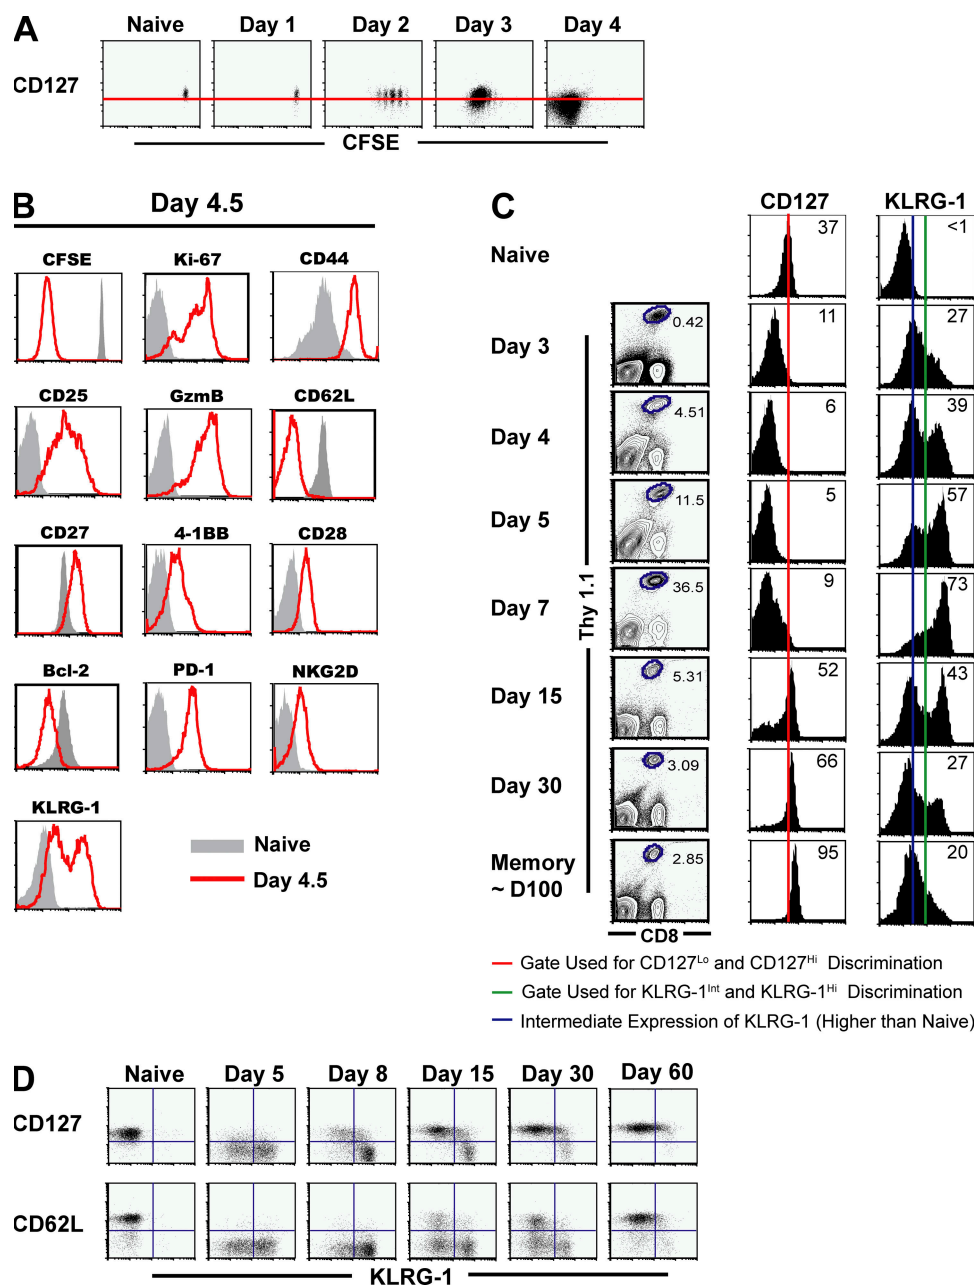 A
Naive Day 1 Day 2 Day 3 Day 4
CD127
CFSE
B
Day 4.5
CFSE Ki-67 CD44
CD25 GzmB CD62L
CD27 4-1BB CD28
Bcl-2 PD-1 NKG2D
KLRG-1
Naive
Day 4.5
C
CD127 KLRG-1
Naive 37 <1
Day 3 0.42 11 27
Day 4 4.51 6 39
Day 5 11.5 5 57
Day 7 36.5 9 73
Day 15 5.31 52 43
Day 30 3.09 66 27
Memory
~ D100 2.85 95 20
Thy 1.1
CD8
Gate Used for CD127Lo and CD127Hi Discrimination
Gate Used for KLRG-1Int and KLRG-1Hi Discrimination
Intermediate Expression of KLRG-1 (Higher than Naive)
D
Naive Day 5 Day 8 Day 15 Day 30 Day 60
CD127
CD62L
KLRG-1